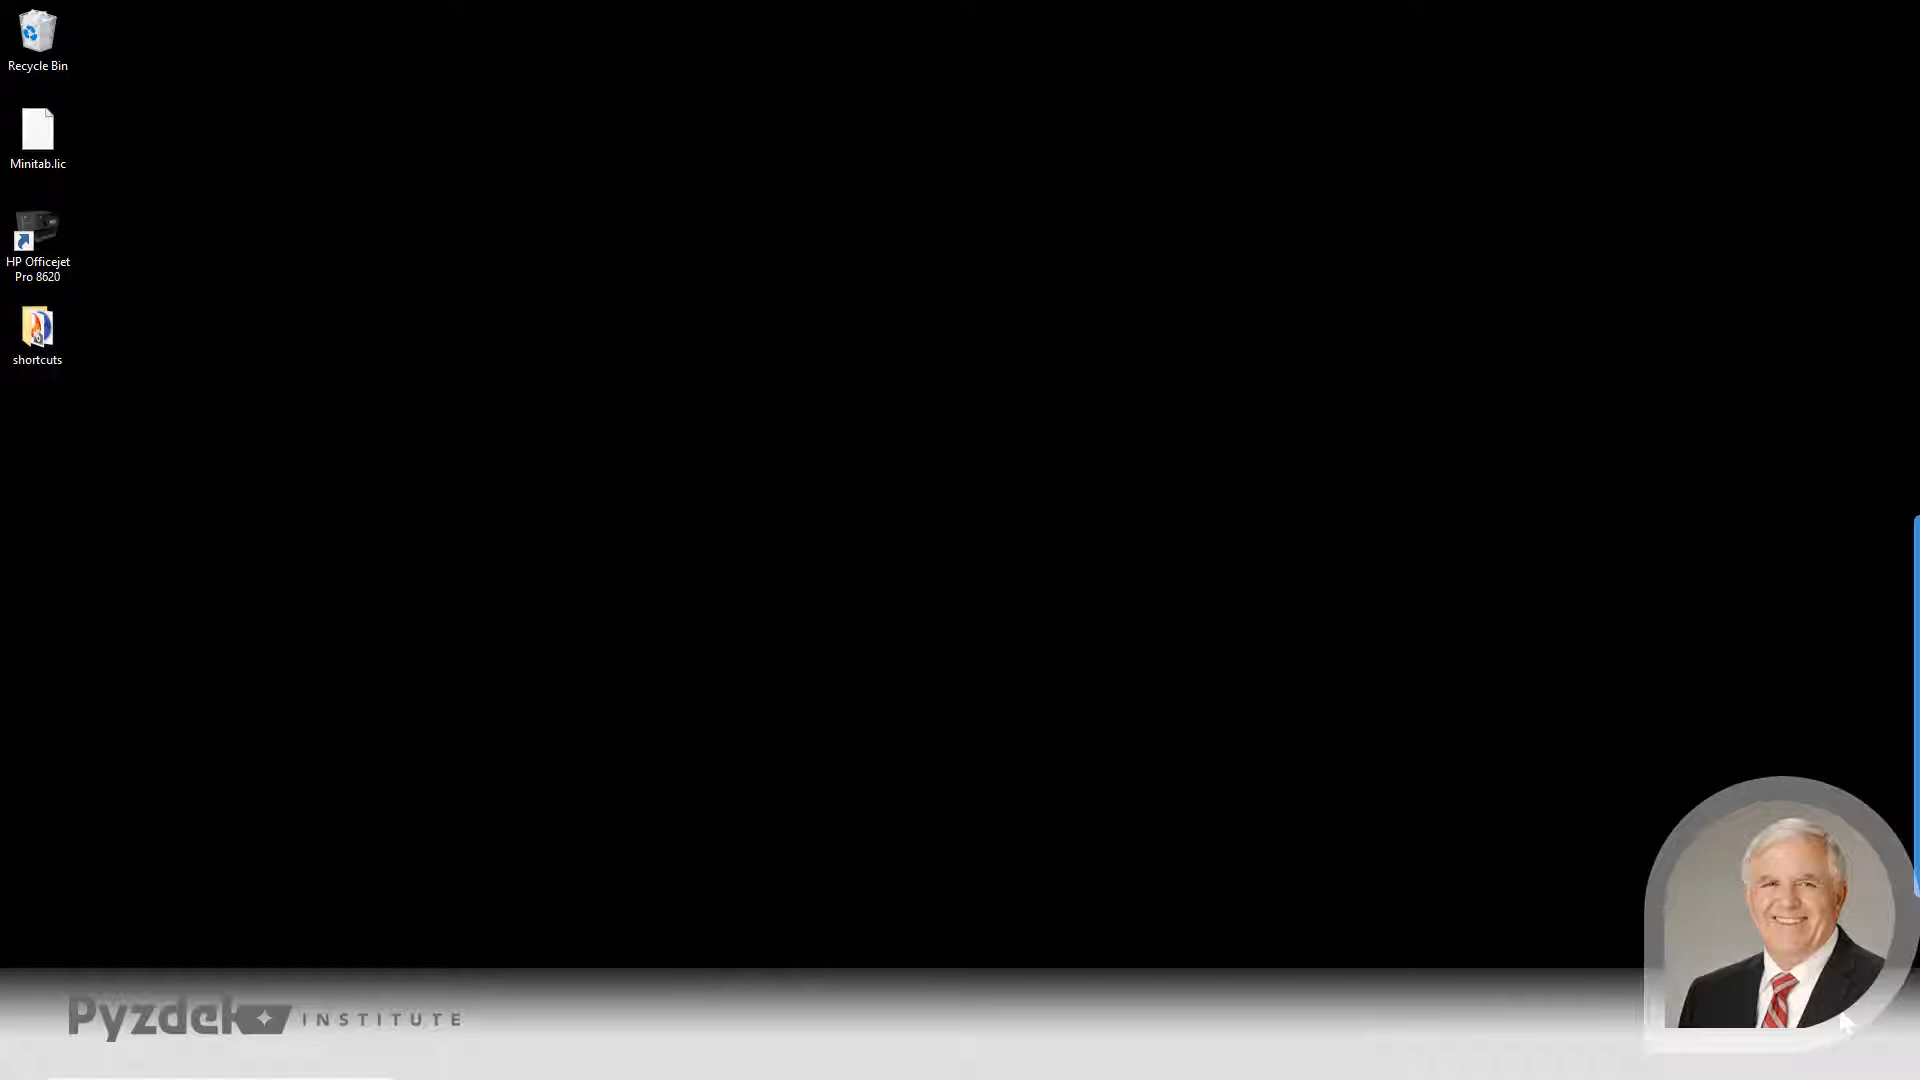 Recycle Bin
Minitab.lic
HP Officejet
Pro 8620
shortcuts
Pyzdek INSTITUTE